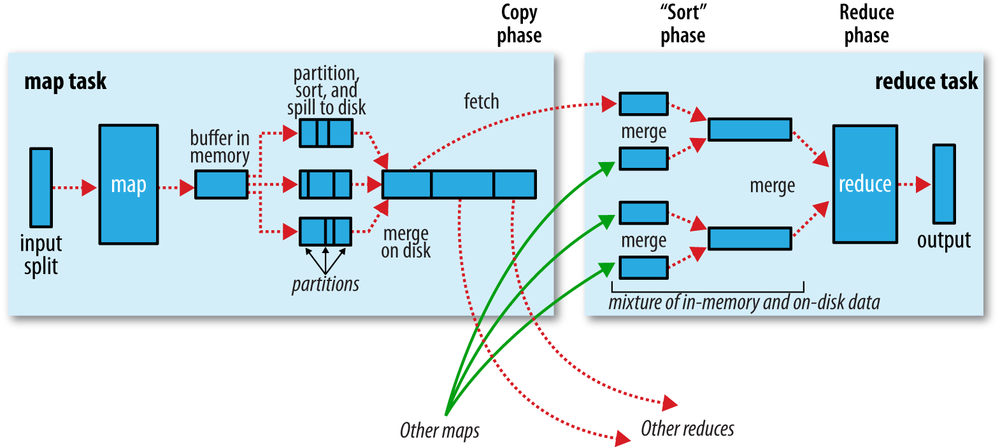 Copy
phase
“Sort”
phase
Reduce
phase
map task
partition,
sort, and
spill to disk
fetch
reduce task
buffer in
memory
merge
map
merge
reduce
input
split
merge
on disk
merge
output
partitions
mixture of in-memory and on-disk data
Other maps
Other reduces